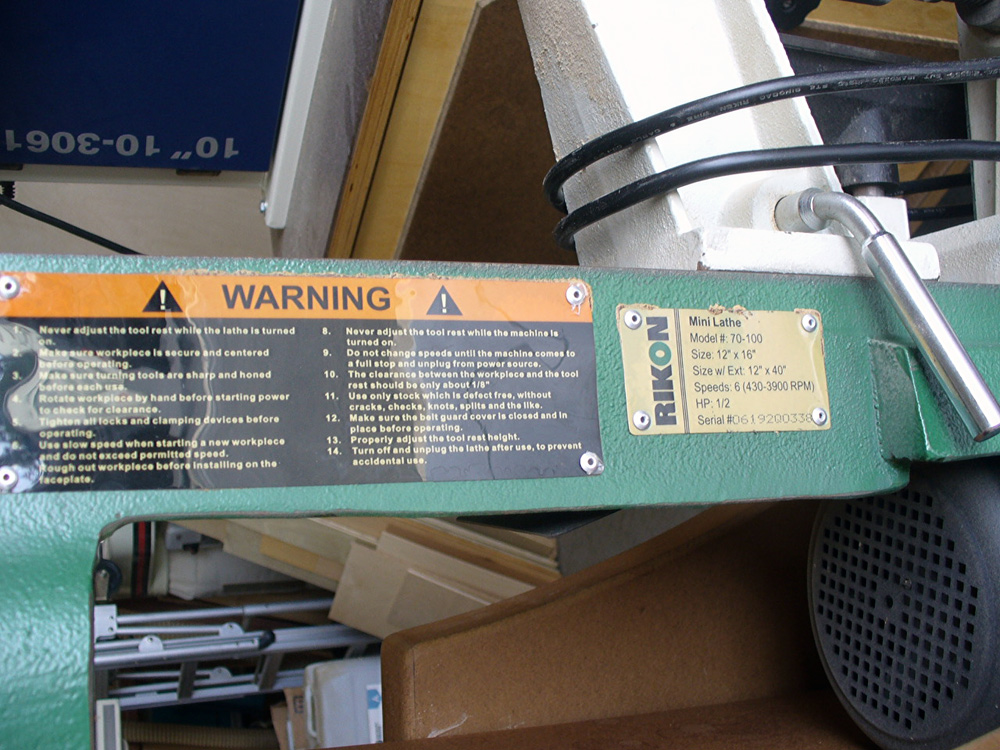 10" 10-3061
WARNING
1. Never adjust the tool rest while the lathe is turned
on.
2. Make sure workpiece is secure and centered
before operating.
3. Make sure turning tools are sharp and honed
before each use.
4. Rotate workpiece by hand before starting power
to check for clearance.
5. Tighten all locks and clamping devices before
operating.
6. Use slow speed when starting a new workpiece
and do not exceed permitted speed.
Rough out workpiece before installing on the
faceplate.
8. Never adjust the tool rest while the machine is
turned on.
9. Do not change speeds until the machine comes to
a full stop and unplug from power source.
10. The clearance between the workpiece and the tool
rest should be only about 1/8"
11. Use only stock which is defect free, without
cracks, checks, knots, splits and the like.
12. Make sure the belt guard cover is closed and in
place before operating.
13. Properly adjust the tool rest height.
14. Turn off and unplug the lathe after use, to prevent
accidental use.
RIKON
Mini Lathe
Model #: 70-100
Size: 12" x 16"
Size w/ Ext: 12" x 40"
Speeds: 6 (430-3900 RPM)
HP: 1/2
Serial #